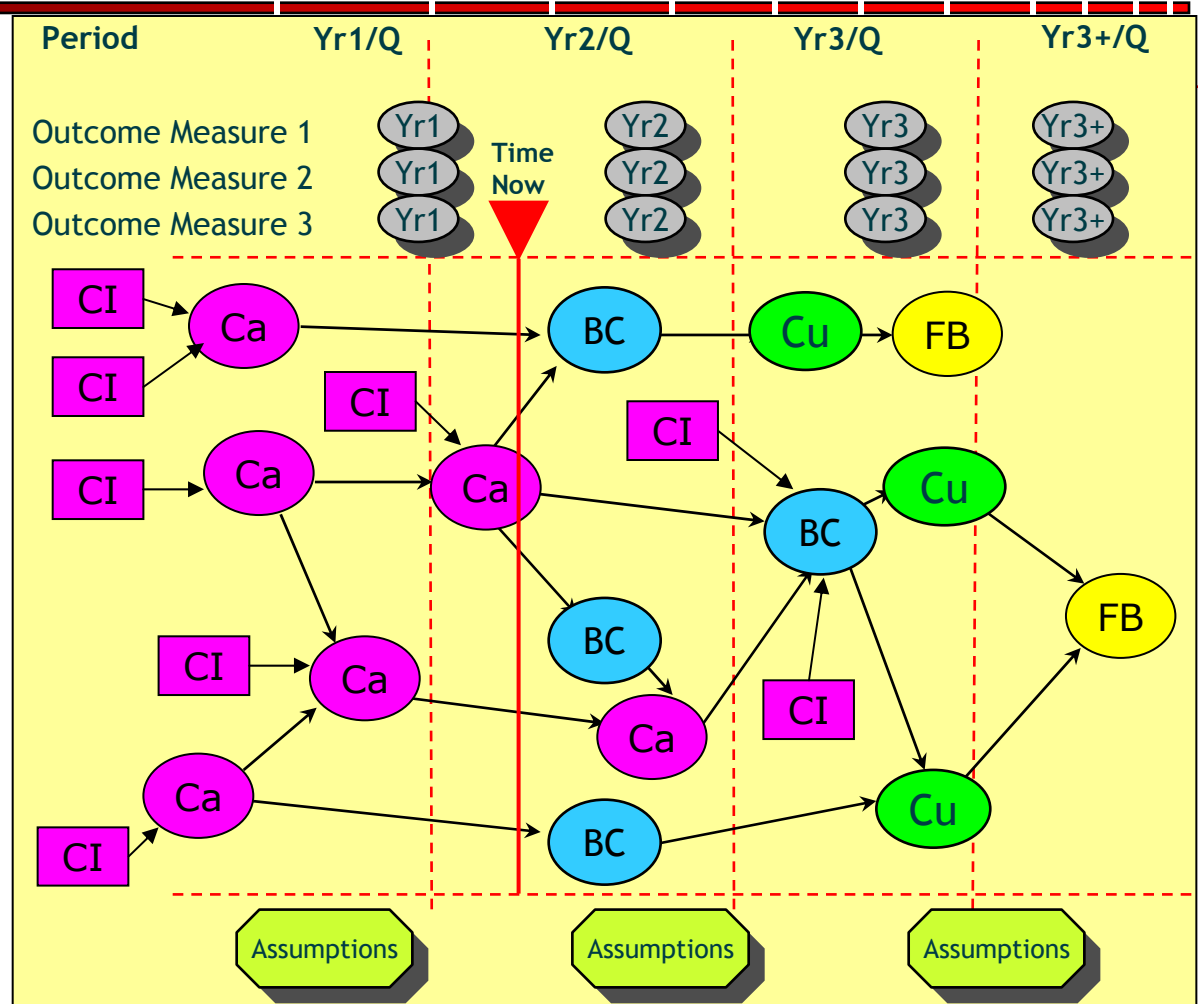 Period Yr1/Q Yr2/Q Yr3/Q Yr3+/Q
Outcome Measure 1 Yr1 Yr2 Yr3 Yr3+
Time
Outcome Measure 2 Yr1 Yr2 Yr3 Yr3+
Now
Outcome Measure 3 Yr1 Yr2 Yr3 Yr3+
CI
Ca BC Cu FB
CI
CI
CI
Ca
CI Ca Cu
BC
FB
BC
CI
Ca
CI
Ca
Ca
Cu
BC
CI
Assumptions Assumptions Assumptions